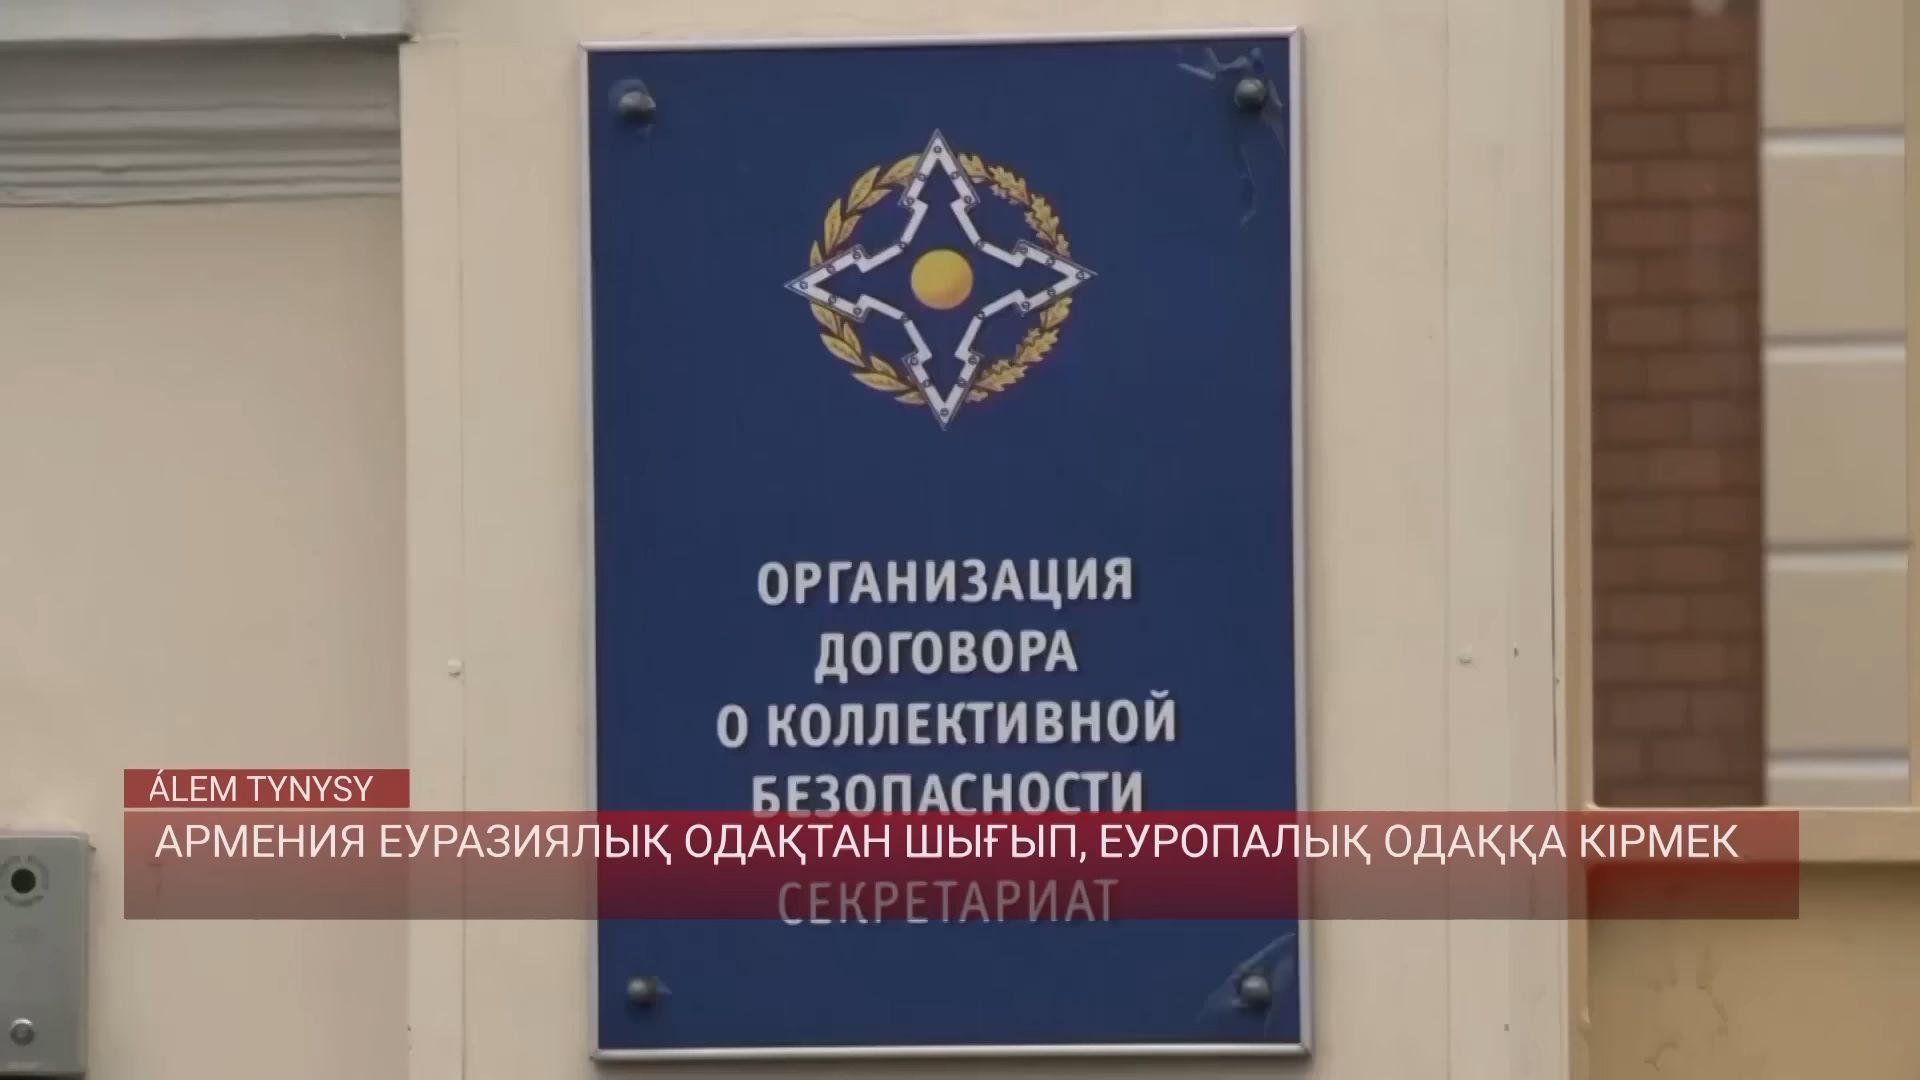 ОРГАНИЗАЦИЯ
ДОГОВОРА
О КОЛЛЕКТИВНОЙ
БЕЗОПАСНОСТИ
ÁLEM TYNYSY
АРМЕНИЯ ЕУРАЗИЯЛЫҚ ОДАҚТАН ШЫҒЫП, ЕУРОПАЛЫҚ ОДАҚҚА КІРМЕК
СЕКРЕТАРИАТ